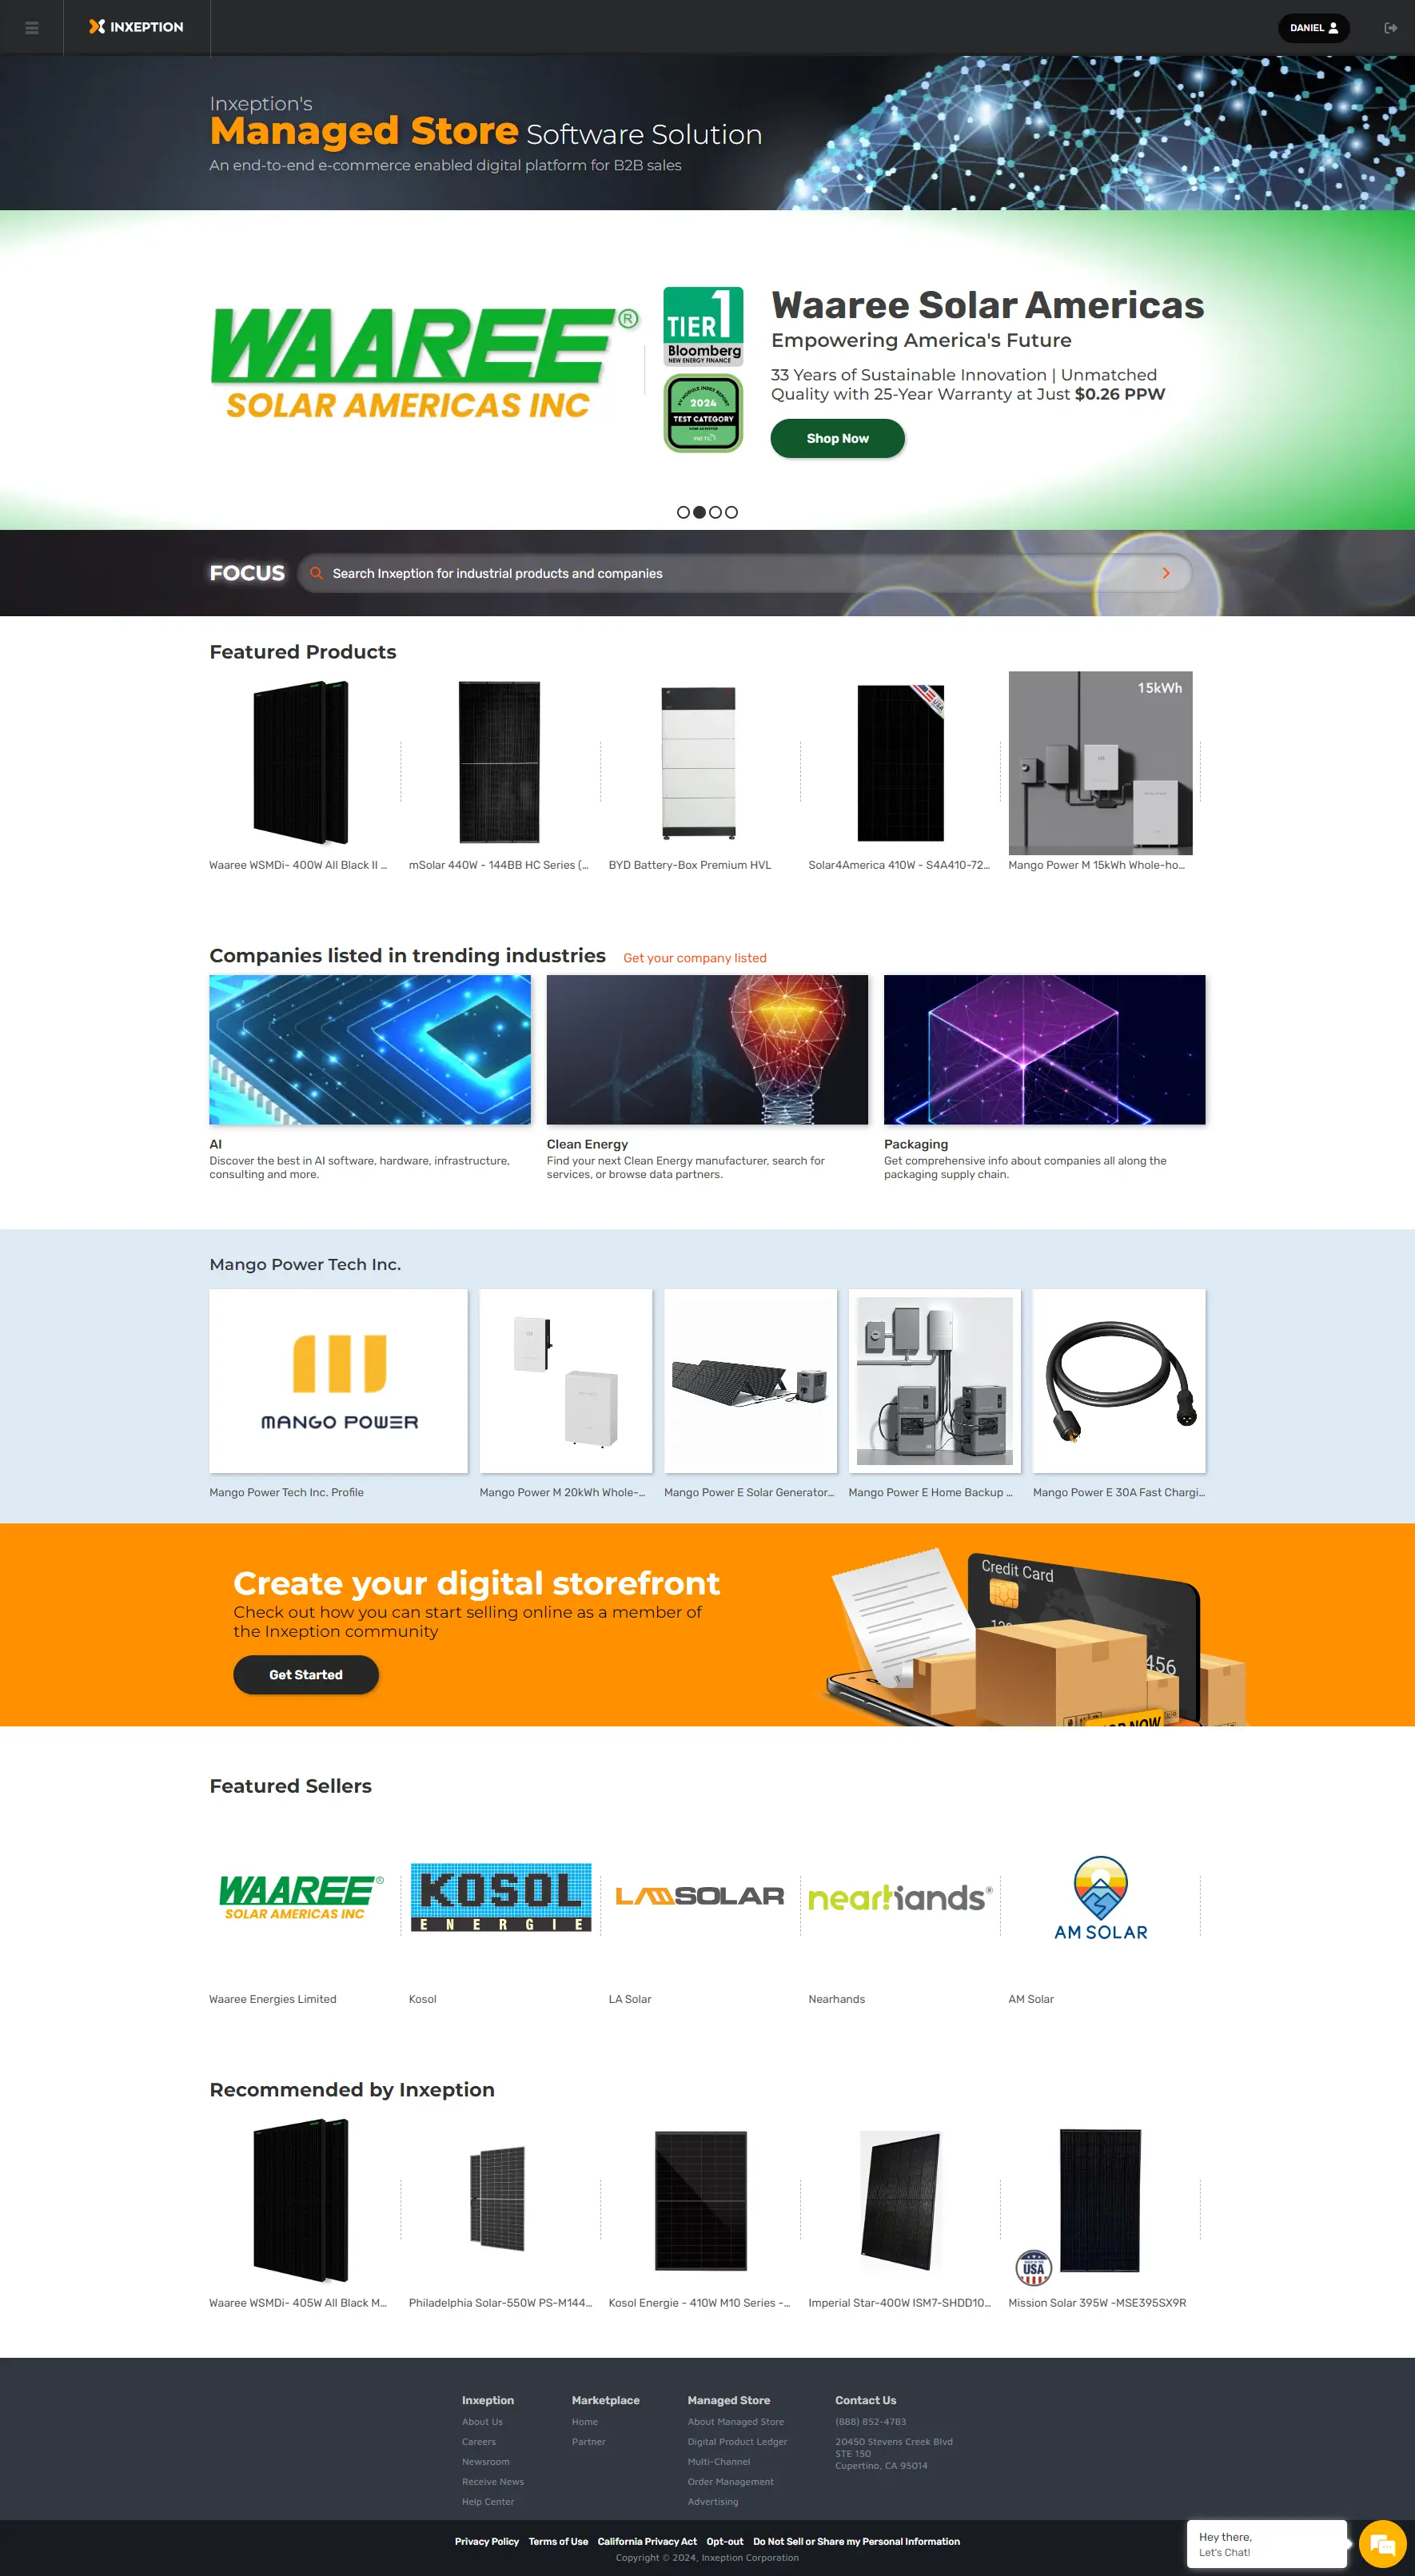 INXEPTION
DANIEL
Inxeption's
Managed Store Software Solution
An end-to-end e-commerce enabled digital platform for B2B sales
WAAREE®
SOLAR AMERICAS INC
TIER 1
Bloomberg
NEW ENERGY FINANCE
PV MODULE INDEX REPORT
2024
TEST CATEGORY
Waaree Solar Americas
Empowering America's Future
33 Years of Sustainable Innovation | Unmatched
Quality with 25-Year Warranty at Just $0.26 PPW
Shop Now
FOCUS
Search Inxeption for industrial products and companies
Featured Products
USA
15kWh
Waaree WSMDi- 400W All Black II ...
mSolar 440W - 144BB HC Series (...
BYD Battery-Box Premium HVL
Solar4America 410W - S4A410-72...
Mango Power M 15kWh Whole-ho...
Companies listed in trending industries
Get your company listed
AI
Discover the best in AI software, hardware, infrastructure,
consulting and more.
Clean Energy
Find your next Clean Energy manufacturer, search for
services, or browse data partners.
Packaging
Get comprehensive info about companies all along the
packaging supply chain.
Mango Power Tech Inc.
MANGO POWER
Mango Power Tech Inc. Profile
Mango Power M 20kWh Whole-...
Mango Power E Solar Generator...
Mango Power E Home Backup ...
Mango Power E 30A Fast Chargi...
Create your digital storefront
Check out how you can start selling online as a member of
the Inxeption community
Get Started
Credit Card
456
NOW
Featured Sellers
WAAREE®
SOLAR AMERICAS INC
KOSOL
ENERGIE
LA SOLAR
nearhands®
AM SOLAR
Waaree Energies Limited
Kosol
LA Solar
Nearhands
AM Solar
Recommended by Inxeption
USA
Waaree WSMDi- 405W All Black M...
Philadelphia Solar-550W PS-M144...
Kosol Energie - 410W M10 Series -...
Imperial Star-400W ISM7-SHDD10...
Mission Solar 395W -MSE395SX9R
Inxeption
About Us
Careers
Newsroom
Receive News
Help Center
Marketplace
Home
Partner
Managed Store
About Managed Store
Digital Product Ledger
Multi-Channel
Order Management
Advertising
Contact Us
(888) 852-4783
20450 Stevens Creek Blvd
STE 150
Cupertino, CA 95014
Privacy Policy Terms of Use California Privacy Act Opt-out Do Not Sell or Share my Personal Information
Copyright © 2024, Inxeption Corporation
Hey there,
Let's Chat!